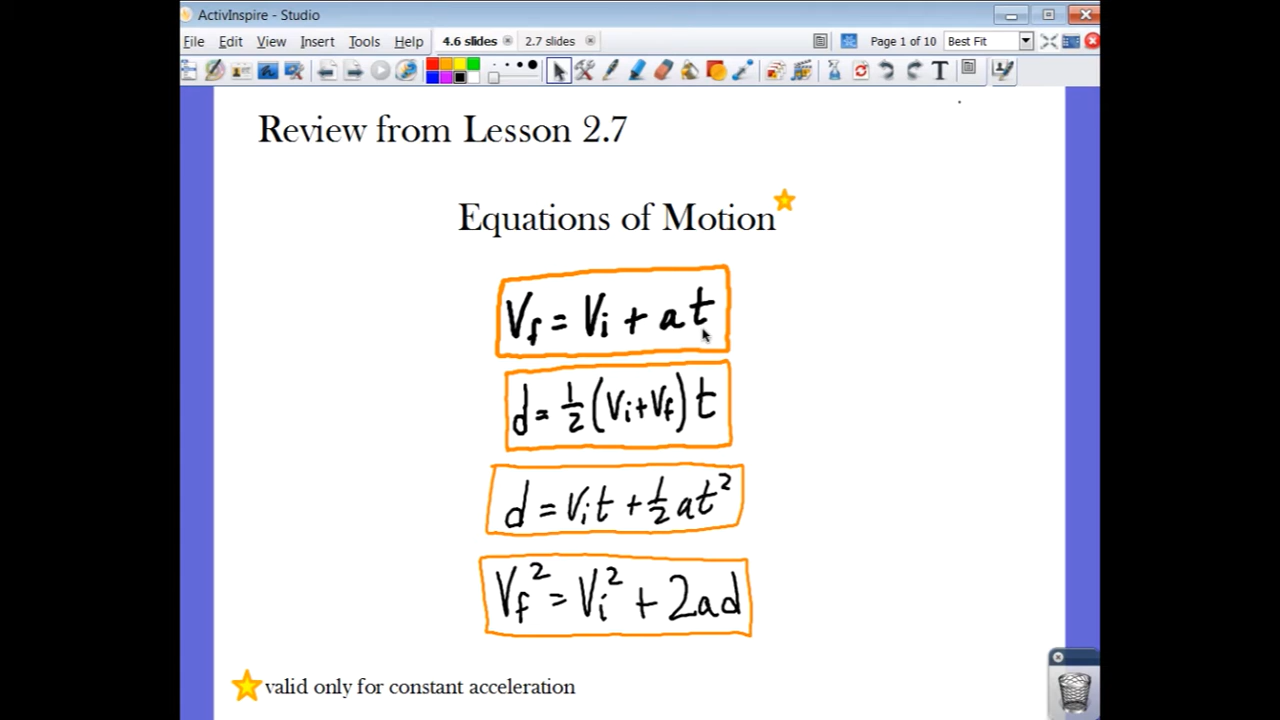 ActivInspire - Studio
File Edit View Insert Tools Help 4.6 slides 2.7 slides Page 1 of 10 Best Fit
T
Review from Lesson 2.7
Equations of Motion
Vf = Vi + at
d = 1/2 (Vi+Vf) t
d = Vit + 1/2 at²
Vf² = Vi² + 2ad
valid only for constant acceleration